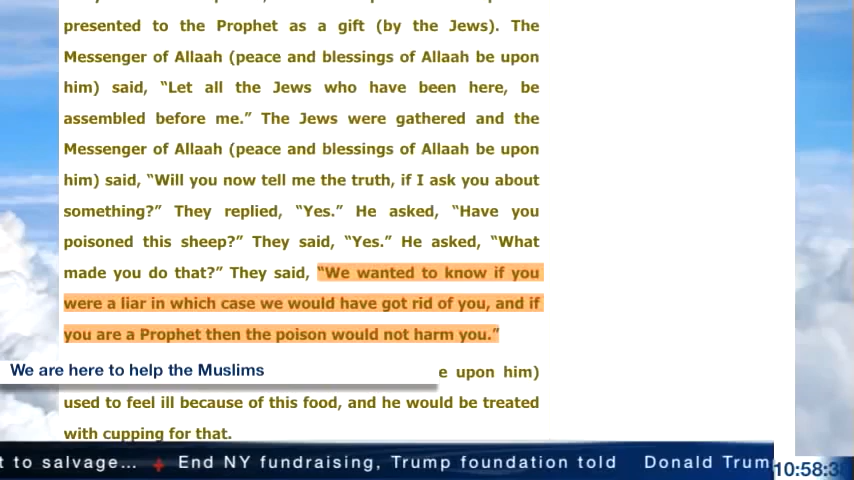 presented to the Prophet as a gift (by the Jews). The
Messenger of Allaah (peace and blessings of Allaah be upon
him) said, “Let all the Jews who have been here, be
assembled before me.” The Jews were gathered and the
Messenger of Allaah (peace and blessings of Allaah be upon
him) said, “Will you now tell me the truth, if I ask you about
something?” They replied, “Yes.” He asked, “Have you
poisoned this sheep?” They said, “Yes.” He asked, “What
made you do that?” They said, “We wanted to know if you
were a liar in which case we would have got rid of you, and if
you are a Prophet then the poison would not harm you.”
We are here to help the Muslims
e upon him)
used to feel ill because of this food, and he would be treated
with cupping for that.
t to salvage... + End NY fundraising, Trump foundation told Donald Trum
10:58:3